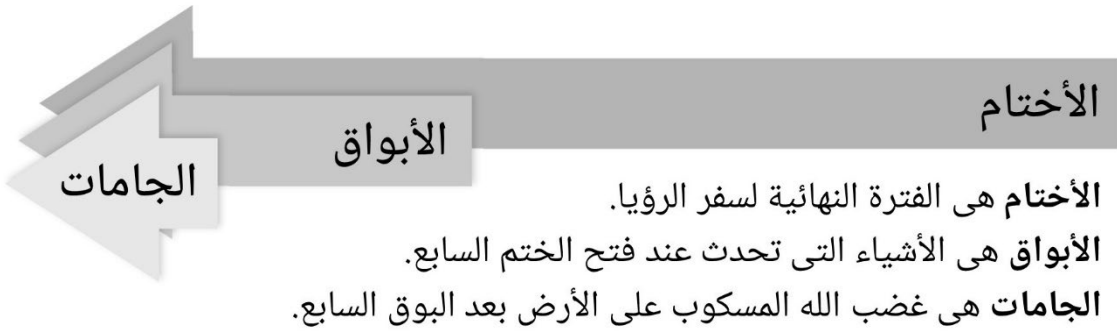 الأختام
الأبواق
الجامات
الأختام هى الفترة النهائية لسفر الرؤيا.
الأبواق هى الأشياء التى تحدث عند فتح الختم السابع.
الجامات هى غضب الله المسكوب على الأرض بعد البوق السابع.